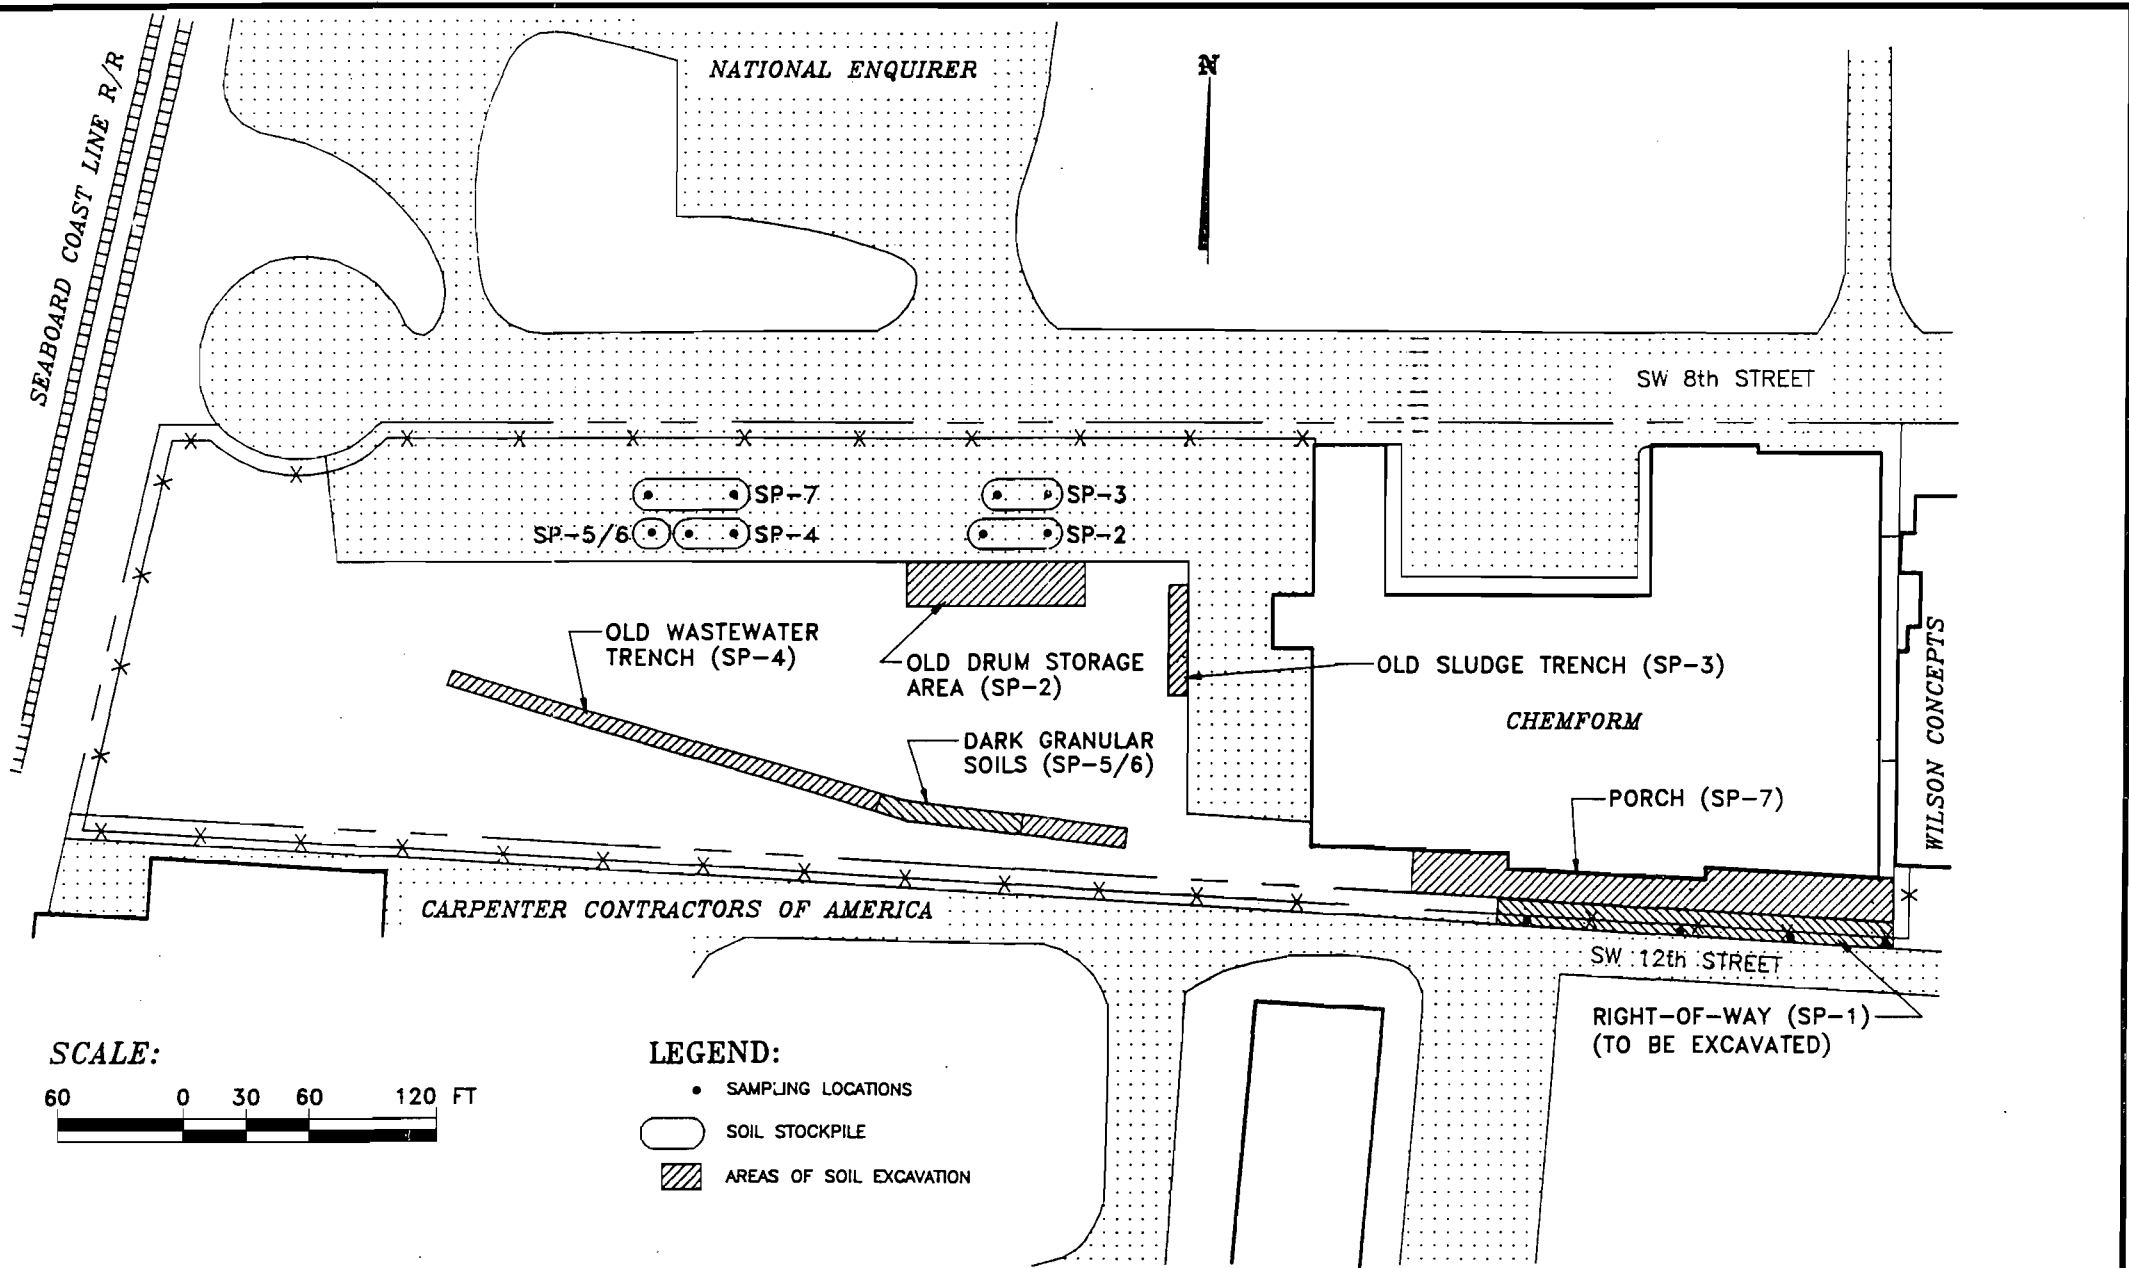 NATIONAL ENQUIRER
N
SEABOARD COAST LINE R/R
SW 8th STREET
SP-7
SP-3
SP-5/6
SP-4
SP-2
OLD WASTEWATER
TRENCH (SP-4)
OLD DRUM STORAGE
AREA (SP-2)
OLD SLUDGE TRENCH (SP-3)
CHEMFORM
DARK GRANULAR
SOILS (SP-5/6)
PORCH (SP-7)
WILSON CONCEPTS
CARPENTER CONTRACTORS OF AMERICA
SW 12th STREET
RIGHT-OF-WAY (SP-1)
(TO BE EXCAVATED)
SCALE:
60 0 30 60 120 FT
LEGEND:
SAMPLING LOCATIONS
SOIL STOCKPILE
AREAS OF SOIL EXCAVATION